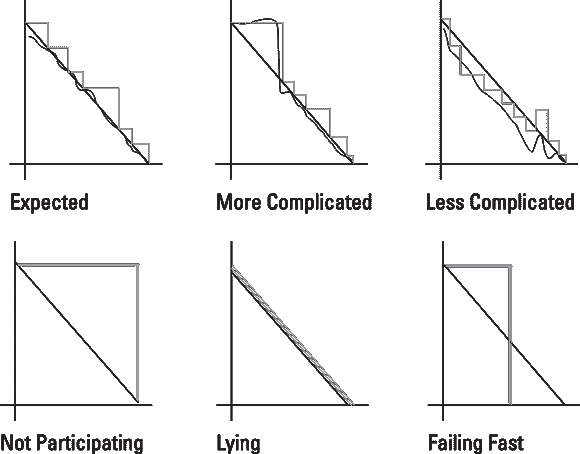 Expected
More Complicated
Less Complicated
Not Participating
Lying
Failing Fast